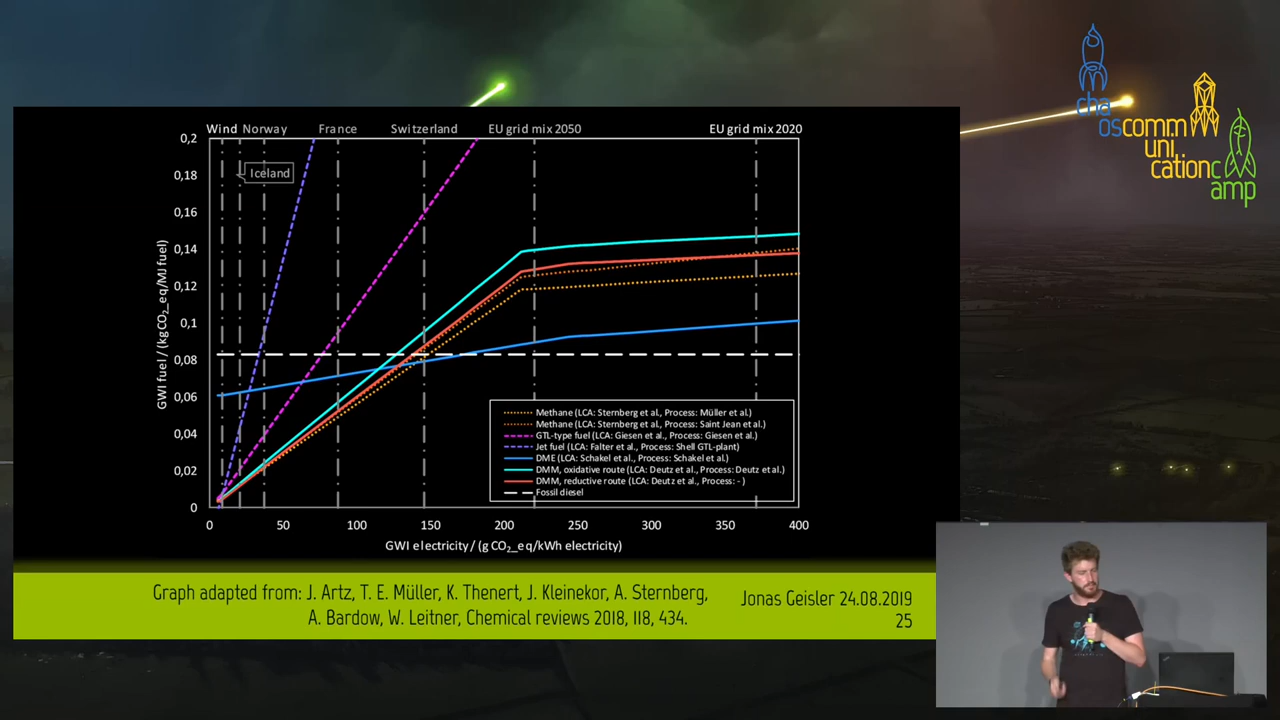 cha
oscomm
uni
cationc
amp
Wind Norway France Switzerland EU grid mix 2050 EU grid mix 2020
Iceland
0,2
0,18
0,16
0,14
0,12
0,1
0,08
0,06
0,04
0,02
0
GWI fuel / (kgCO2_eq/MJ fuel)
0 50 100 150 200 250 300 350 400
GWI electricity / (g CO2_eq/kWh electricity)
Methane (LCA: Sternberg et al., Process: Müller et al.)
Methane (LCA: Sternberg et al., Process: Saint Jean et al.)
GTL-type fuel (LCA: Giesen et al., Process: Giesen et al.)
Jet fuel (LCA: Falter et al., Process: Shell GTL-plant)
DME (LCA: Schakel et al., Process: Schakel et al.)
DMM, oxidative route (LCA: Deutz et al., Process: Deutz et al.)
DMM, reductive route (LCA: Deutz et al., Process: - )
Fossil diesel
Graph adapted from: J. Artz, T. E. Müller, K. Thenert, J. Kleinekor, A. Sternberg,
A. Bardow, W. Leitner, Chemical reviews 2018, 118, 434.
Jonas Geisler 24.08.2019
25